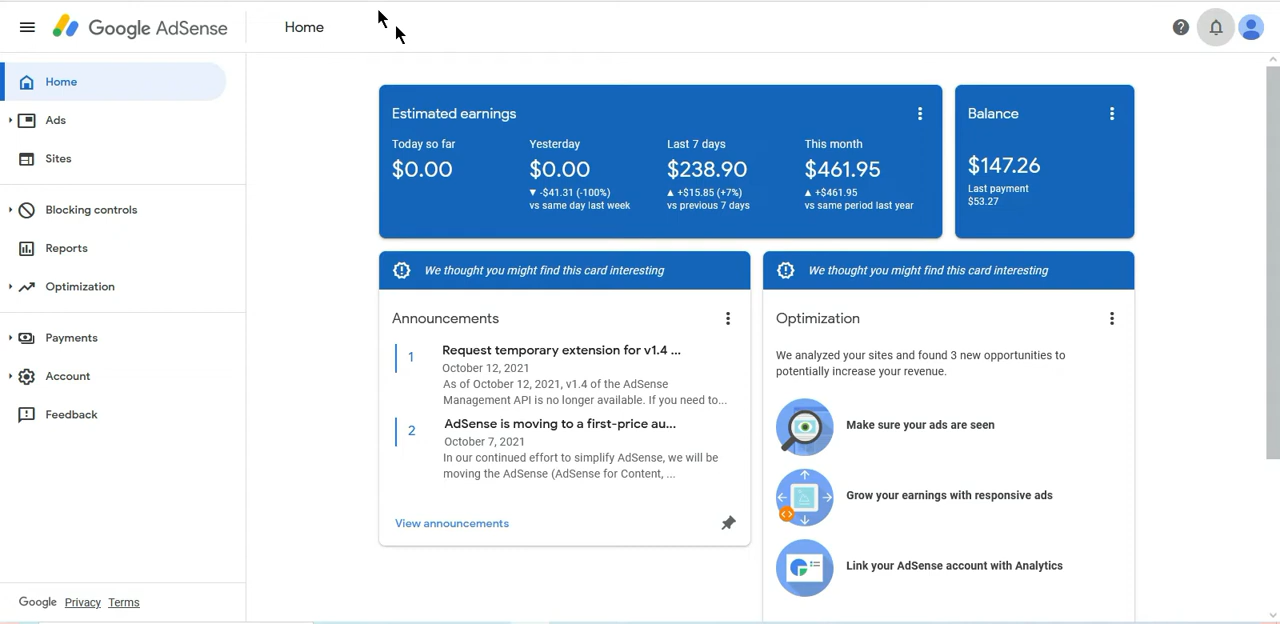 Google AdSense
Home
Home
Ads
Sites
Blocking controls
Reports
Optimization
Payments
Account
Feedback
Google Privacy Terms
Estimated earnings
Today so far
$0.00
Yesterday
$0.00
▼ -$41.31 (-100%)
vs same day last week
Last 7 days
$238.90
▲ +$15.85 (+7%)
vs previous 7 days
This month
$461.95
▲ +$461.95
vs same period last year
Balance
$147.26
Last payment
$53.27
We thought you might find this card interesting
Announcements
1
Request temporary extension for v1.4 ...
October 12, 2021
As of October 12, 2021, v1.4 of the AdSense
Management API is no longer available. If you need to...
2
AdSense is moving to a first-price au...
October 7, 2021
In our continued effort to simplify AdSense, we will be
moving the AdSense (AdSense for Content, ...
View announcements
We thought you might find this card interesting
Optimization
We analyzed your sites and found 3 new opportunities to
potentially increase your revenue.
Make sure your ads are seen
Grow your earnings with responsive ads
Link your AdSense account with Analytics